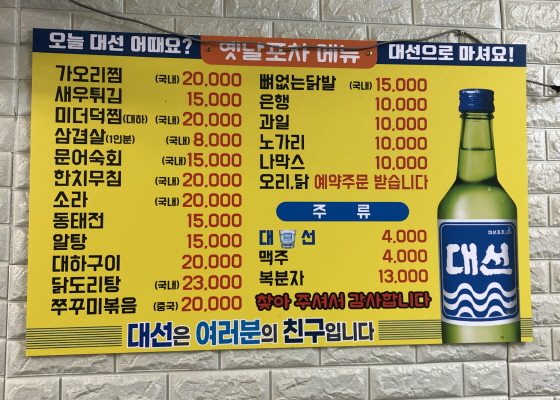 오늘 대선 어때요?
옛날포차 메뉴
대선으로 마셔요!
가오리찜 (국내) 20,000
새우튀김 15,000
미더덕찜(대하) (국내) 20,000
삼겹살(1인분) (국내) 8,000
문어숙회 (국내) 15,000
한치무침 (국내) 20,000
소라 (국내) 20,000
동태전 15,000
알탕 15,000
대하구이 20,000
닭도리탕 (국내) 23,000
쭈꾸미볶음 (중국) 20,000
뼈없는닭발 (국내) 15,000
은행 10,000
과일 10,000
노가리 10,000
나막스 10,000
오리.닭 예약주문 받습니다
주 류
대 선 4,000
맥주 4,000
복분자 13,000
찾아 주셔서 감사합니다
대선은 여러분의 친구입니다
대선